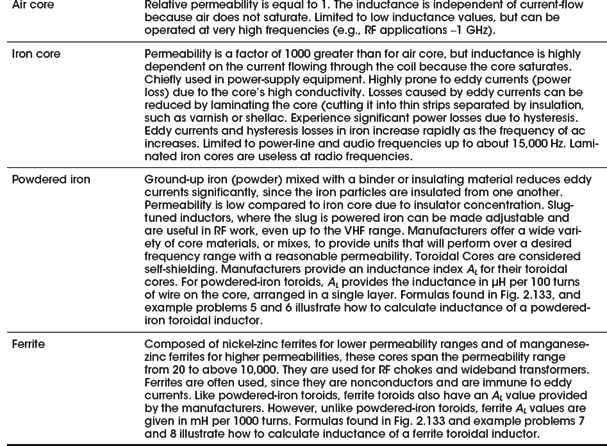 Air core Relative permeability is equal to 1. The inductance is independent of current-flow
because air does not saturate. Limited to low inductance values, but can be
operated at very high frequencies (e.g., RF applications ~1 GHz).
Iron core Permeability is a factor of 1000 greater than for air core, but inductance is highly
dependent on the current flowing through the coil because the core saturates.
Chiefly used in power-supply equipment. Highly prone to eddy currents (power
loss) due to the core's high conductivity. Losses caused by eddy currents can be
reduced by laminating the core (cutting it into thin strips separated by insulation,
such as varnish or shellac. Experience significant power losses due to hysteresis.
Eddy currents and hysteresis losses in iron increase rapidly as the frequency of ac
increases. Limited to power-line and audio frequencies up to about 15,000 Hz. Lami-
nated iron cores are useless at radio frequencies.
Powdered iron Ground-up iron (powder) mixed with a binder or insulating material reduces eddy
currents significantly, since the iron particles are insulated from one another.
Permeability is low compared to iron core due to insulator concentration. Slug-
tuned inductors, where the slug is powered iron can be made adjustable and
are useful in RF work, even up to the VHF range. Manufacturers offer a wide vari-
ety of core materials, or mixes, to provide units that will perform over a desired
frequency range with a reasonable permeability. Toroidal Cores are considered
self-shielding. Manufacturers provide an inductance index AL for their toroidal
cores. For powdered-iron toroids, AL provides the inductance in μH per 100 turns
of wire on the core, arranged in a single layer. Formulas found in Fig. 2.133, and
example problems 5 and 6 illustrate how to calculate inductance of a powdered-
iron toroidal inductor.
Ferrite Composed of nickel-zinc ferrites for lower permeability ranges and of manganese-
zinc ferrites for higher permeabilities, these cores span the permeability range
from 20 to above 10,000. They are used for RF chokes and wideband transformers.
Ferrites are often used, since they are nonconductors and are immune to eddy
currents. Like powdered-iron toroids, ferrite toroids also have an AL value provided
by the manufacturers. However, unlike powdered-iron toroids, ferrite AL values are
given in mH per 1000 turns. Formulas found in Fig. 2.133 and example problems 7
and 8 illustrate how to calculate inductance of a ferrite toroidal inductor.